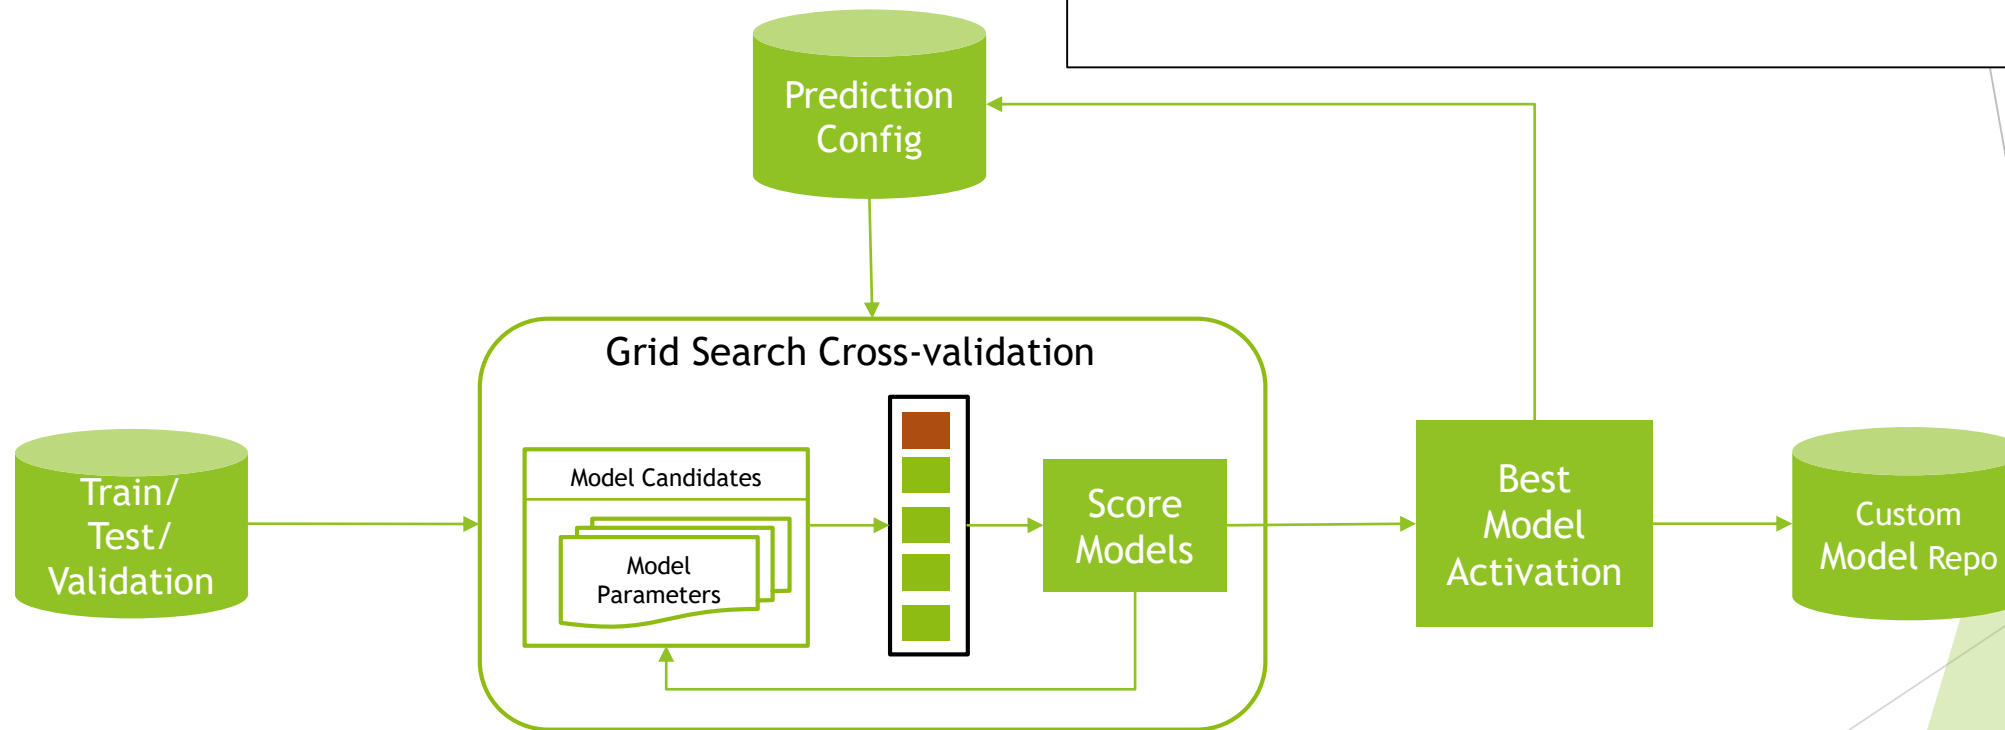 Prediction
Config
Grid Search Cross-validation
Train/
Test/
Validation
Model Candidates
Model
Parameters
Score
Models
Best
Model
Activation
Custom
Model Repo